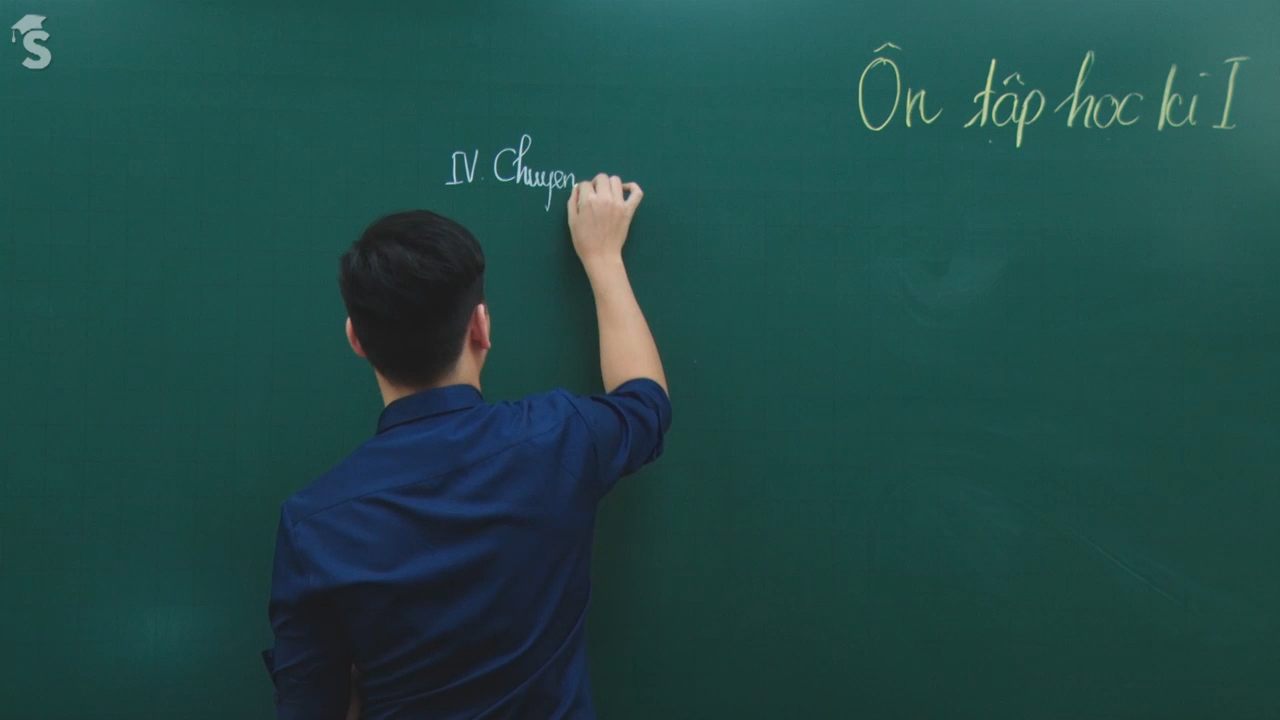 Ôn tập học kì I
IV. Chuyen
S